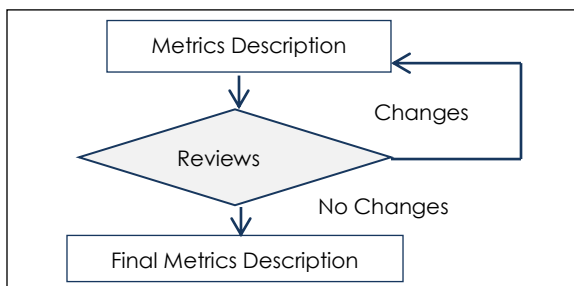 Metrics Description
Changes
Reviews
No Changes
Final Metrics Description